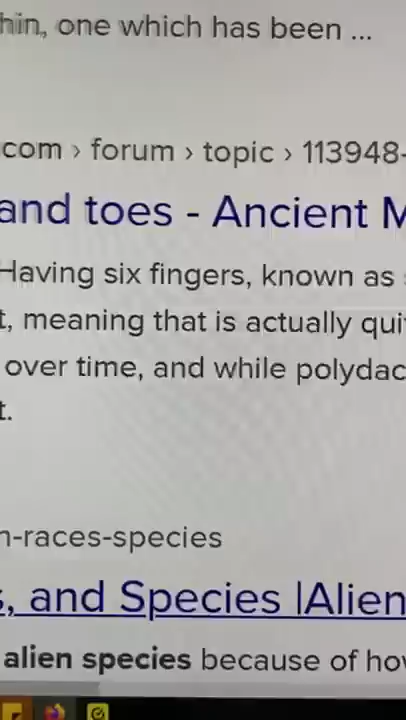 hin, one which has been ...
com › forum › topic › 113948-
and toes - Ancient M
Having six fingers, known as
t, meaning that is actually qui
over time, and while polydac
t.
n-races-species
s, and Species |Alien
alien species because of how